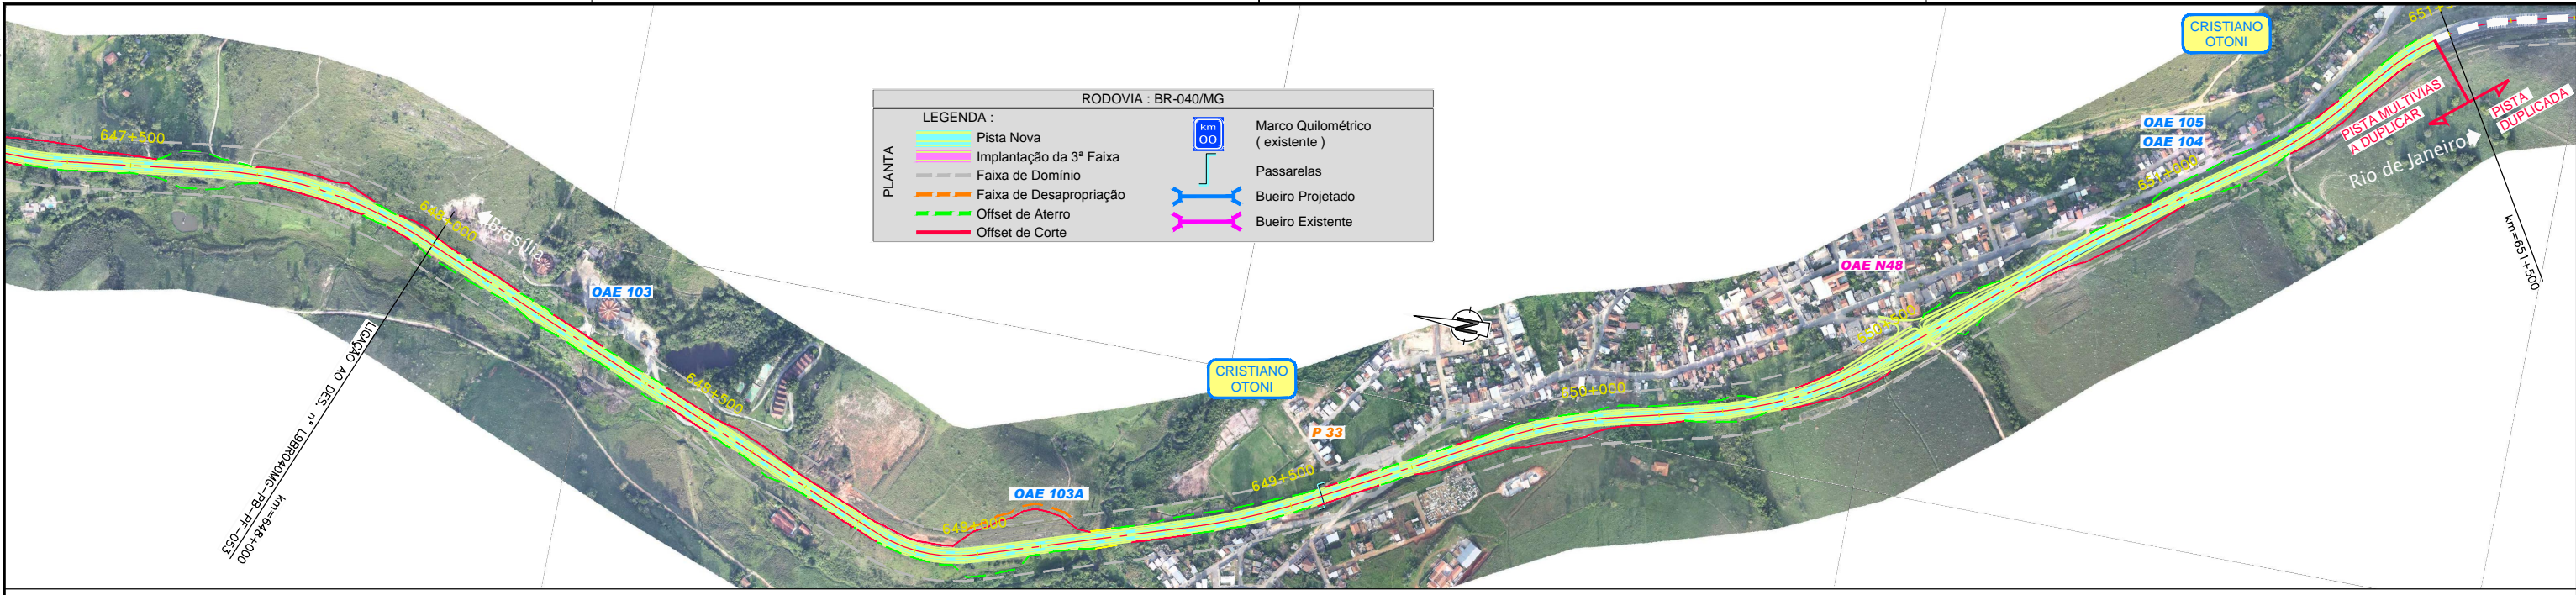 RODOVIA : BR-040/MG
LEGENDA :
PLANTA
Pista Nova
Implantação da 3ª Faixa
Faixa de Domínio
Faixa de Desapropriação
Offset de Aterro
Offset de Corte
km
00
Marco Quilométrico
( existente )
Passarelas
Bueiro Projetado
Bueiro Existente
647+500
648+000
Brasília
OAE 103
LIGAÇÃO AO DES. nº L9BR040MG-PB-PF-053
km=648+000
648+500
649+000
OAE 103A
CRISTIANO
OTONI
649+500
P 33
N
650+000
650+500
OAE N48
651+000
OAE 105
OAE 104
CRISTIANO
OTONI
PISTA MULTIVIAS
A DUPLICAR
PISTA
DUPLICADA
Rio de Janeiro
km=651+500